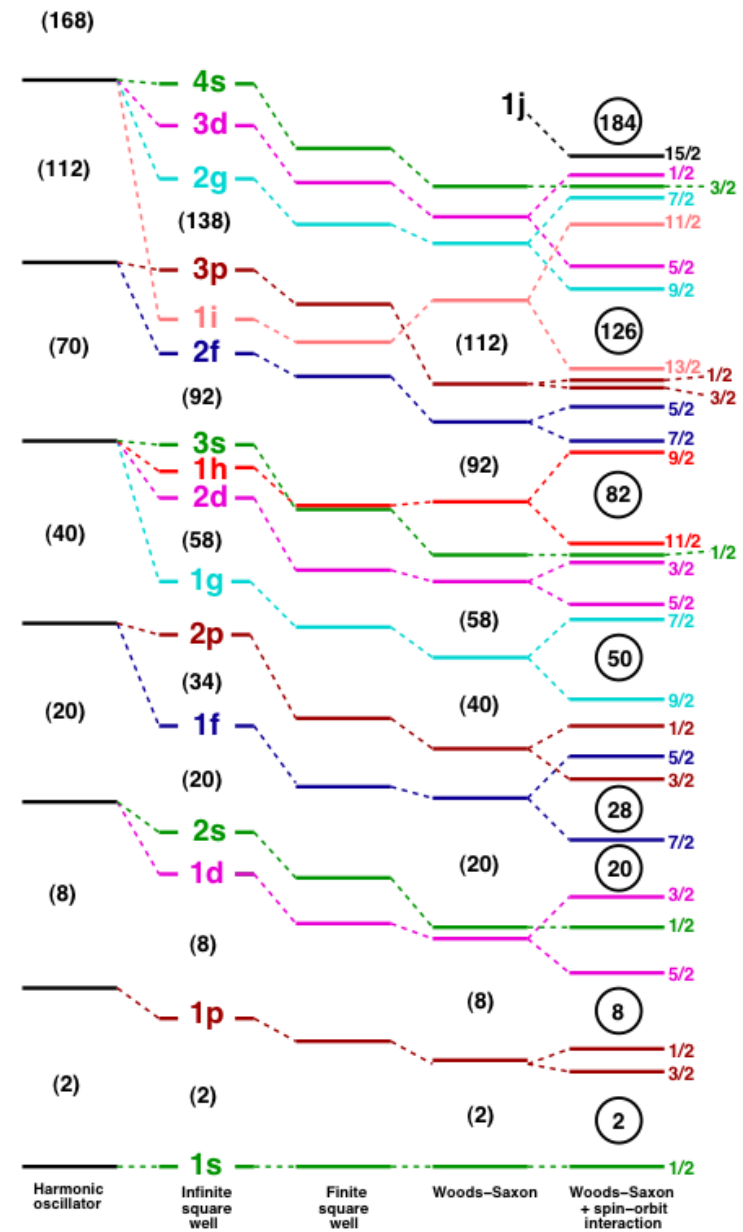 (168)
4s
1j
184
3d
15/2
1/2
3/2
(112)
2g
7/2
(138)
11/2
3p
5/2
9/2
1i
126
(70)
2f
(112)
13/2
1/2
3/2
(92)
5/2
3s
7/2
1h
(92)
9/2
2d
82
(40)
(58)
11/2
1/2
3/2
1g
5/2
(58)
7/2
2p
50
(34)
9/2
(20)
1f
(40)
1/2
5/2
(20)
3/2
28
2s
7/2
(20)
20
1d
3/2
(8)
1/2
(8)
5/2
1p
(8)
8
1/2
3/2
(2)
(2)
(2)
2
1s
1/2
Harmonic
oscillator
Infinite
square
well
Finite
square
well
Woods–Saxon
Woods–Saxon
+ spin–orbit
interaction